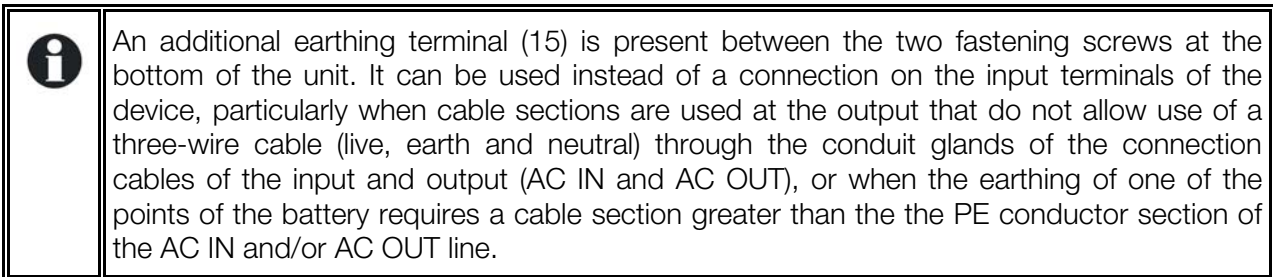 An additional earthing terminal (15) is present between the two fastening screws at the
bottom of the unit. It can be used instead of a connection on the input terminals of the
device, particularly when cable sections are used at the output that do not allow use of a
three-wire cable (live, earth and neutral) through the conduit glands of the connection
cables of the input and output (AC IN and AC OUT), or when the earthing of one of the
points of the battery requires a cable section greater than the the PE conductor section of
the AC IN and/or AC OUT line.